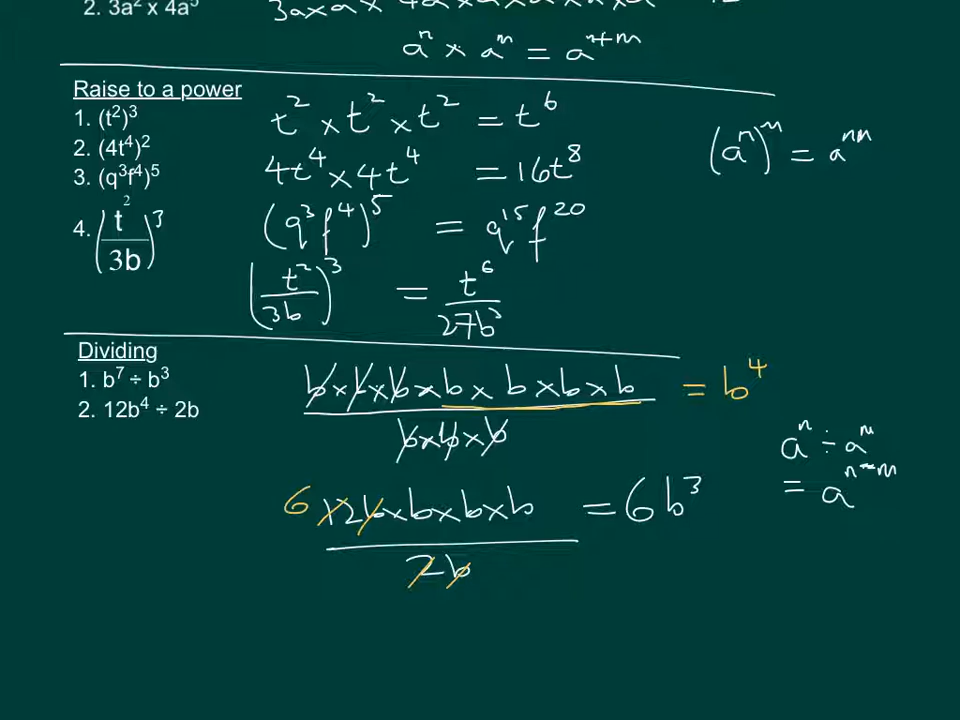 2. 3a² x 4a⁵
aⁿ × aᵐ = aⁿ⁺ᵐ
Raise to a power
1. (t²)³ t² × t² × t² = t⁶
(aⁿ)ᵐ = aⁿᵐ
2. (4t⁴)² 4t⁴ × 4t⁴ = 16t⁸
3. (q³f⁴)⁵ (q³f⁴)⁵ = q¹⁵f²⁰
4. (t²/3b)³ (t²/3b)³ = t⁶/27b³
Dividing
1. b⁷ ÷ b³ b×b×b×b×b×b×b / b×b×b = b⁴
2. 12b⁴ ÷ 2b 6 12b×b×b×b / 2b = 6b³
aⁿ ÷ aᵐ
= aⁿ⁻ᵐ